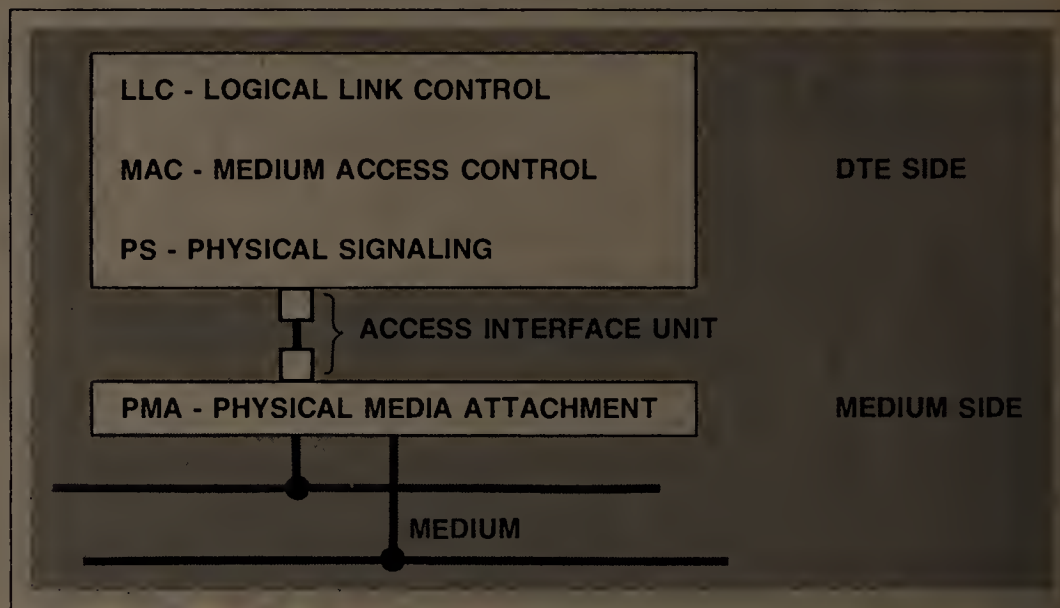 LLC - LOGICAL LINK CONTROL
MAC - MEDIUM ACCESS CONTROL
DTE SIDE
PS - PHYSICAL SIGNALING
ACCESS INTERFACE UNIT
PMA - PHYSICAL MEDIA ATTACHMENT
MEDIUM SIDE
MEDIUM